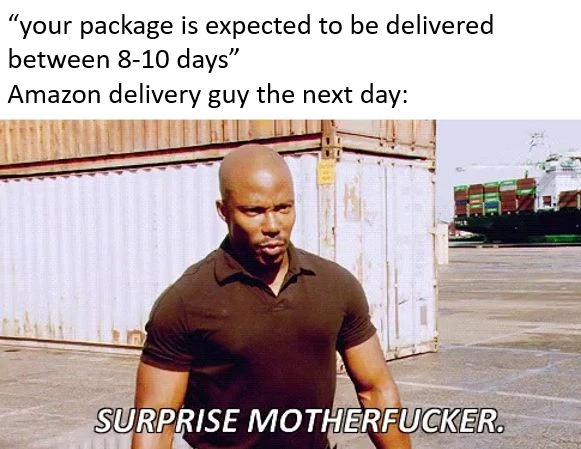 “your package is expected to be delivered
between 8-10 days”
Amazon delivery guy the next day:
SURPRISE MOTHERFUCKER.